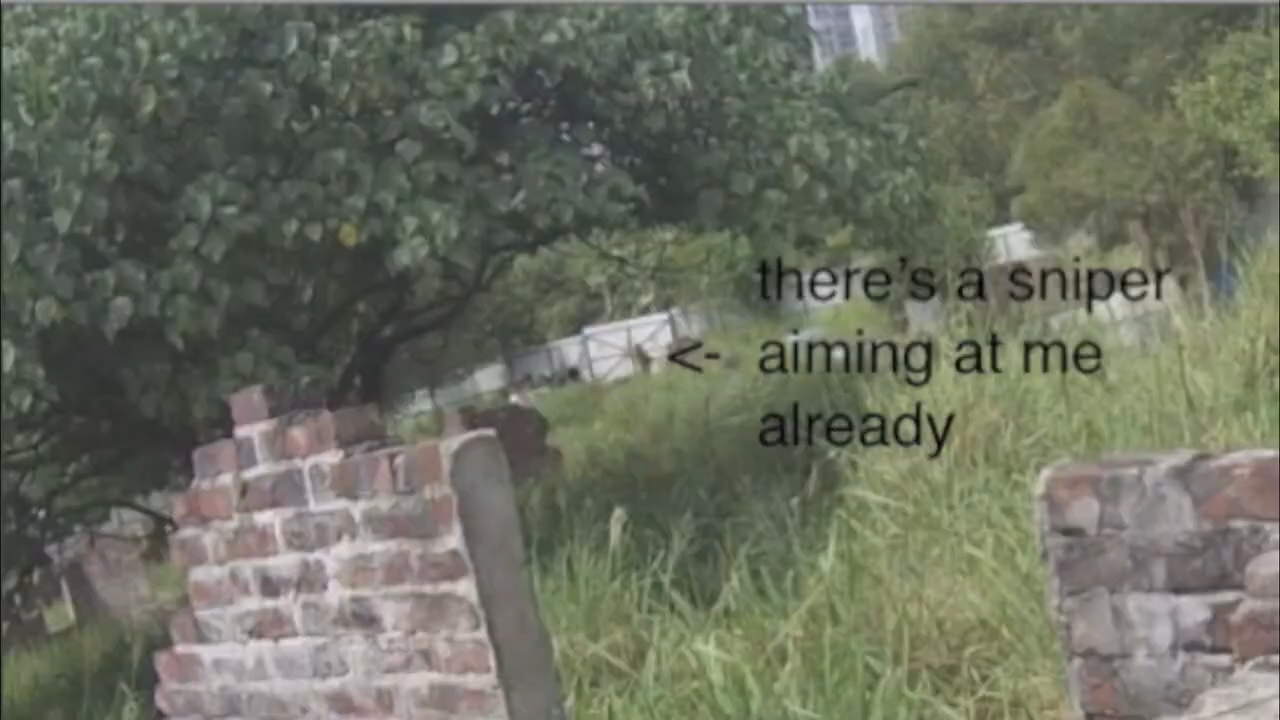 there's a sniper
<- aiming at me
already